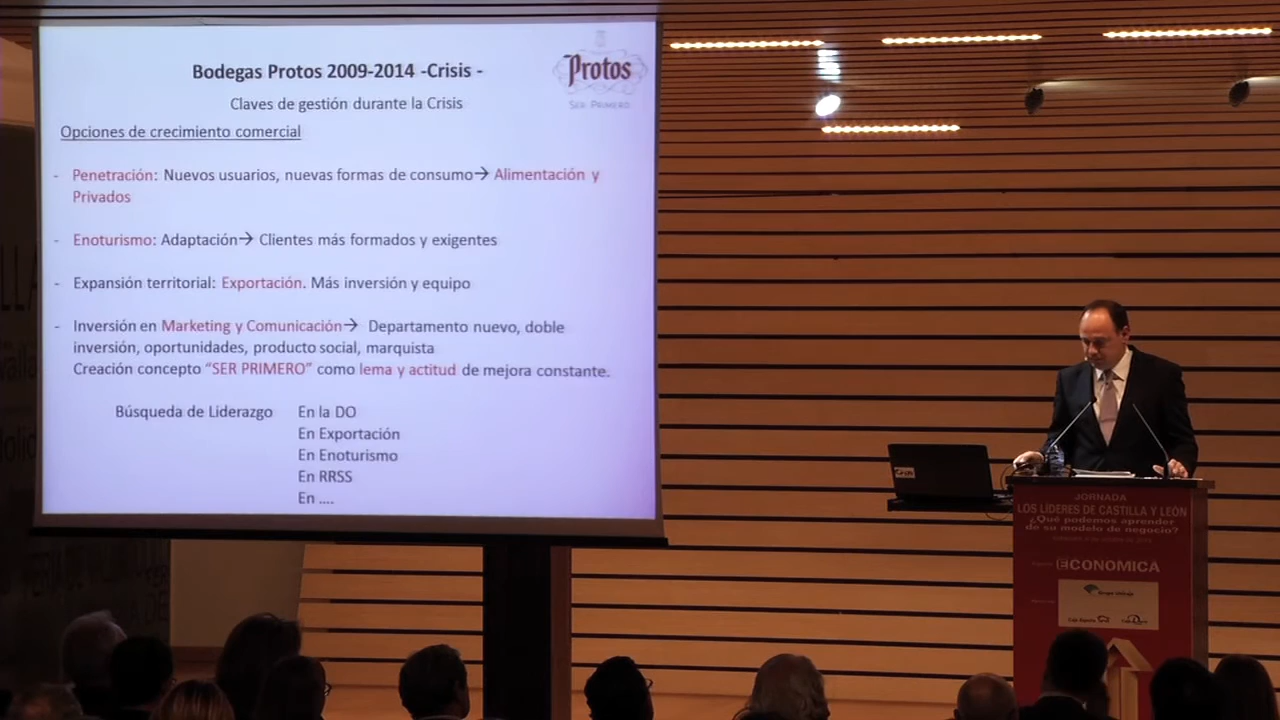 Bodegas Protos 2009-2014 -Crisis -
Protos
SER PRIMERO
Claves de gestión durante la Crisis
Opciones de crecimiento comercial
- Penetración: Nuevos usuarios, nuevas formas de consumo→ Alimentación y
Privados
- Enoturismo: Adaptación→ Clientes más formados y exigentes
- Expansión territorial: Exportación. Más inversión y equipo
- Inversión en Marketing y Comunicación→ Departamento nuevo, doble
inversión, oportunidades, producto social, marquista
Creación concepto “SER PRIMERO” como lema y actitud de mejora constante.
Búsqueda de Liderazgo En la DO
En Exportación
En Enoturismo
En RRSS
En ....
JORNADA
LOS LÍDERES DE CASTILLA Y LEÓN
¿Qué podemos aprender
de su modelo de negocio?
ECONÓMICA